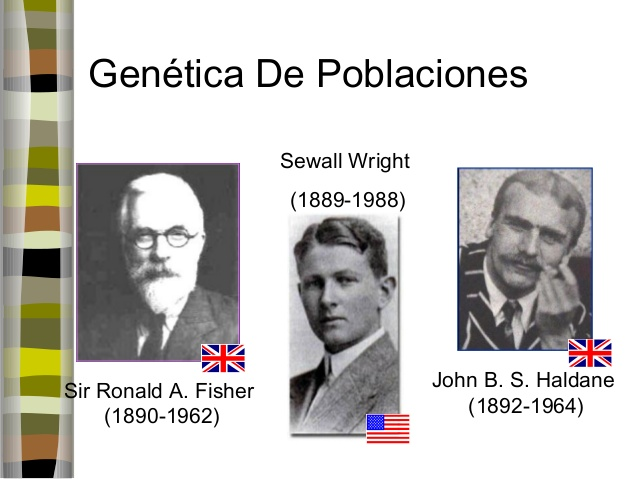 Genética De Poblaciones
Sewall Wright
(1889-1988)
Sir Ronald A. Fisher
(1890-1962)
John B. S. Haldane
(1892-1964)